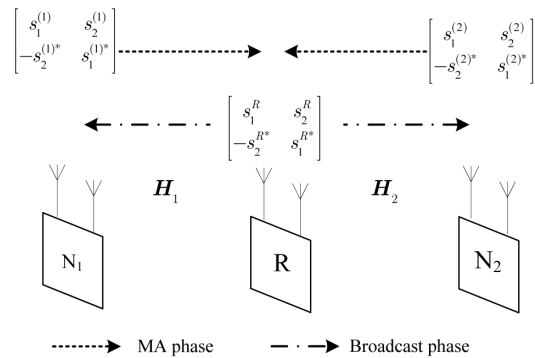 [s_1^{(1)} s_2^{(1)}
-s_2^{(1)*} s_1^{(1)*}]
[s_1^{(2)} s_2^{(2)}
-s_2^{(2)*} s_1^{(2)*}]
[s_1^R s_2^R
-s_2^{R*} s_1^{R*}]
H_1 H_2
N_1 R N_2
MA phase Broadcast phase